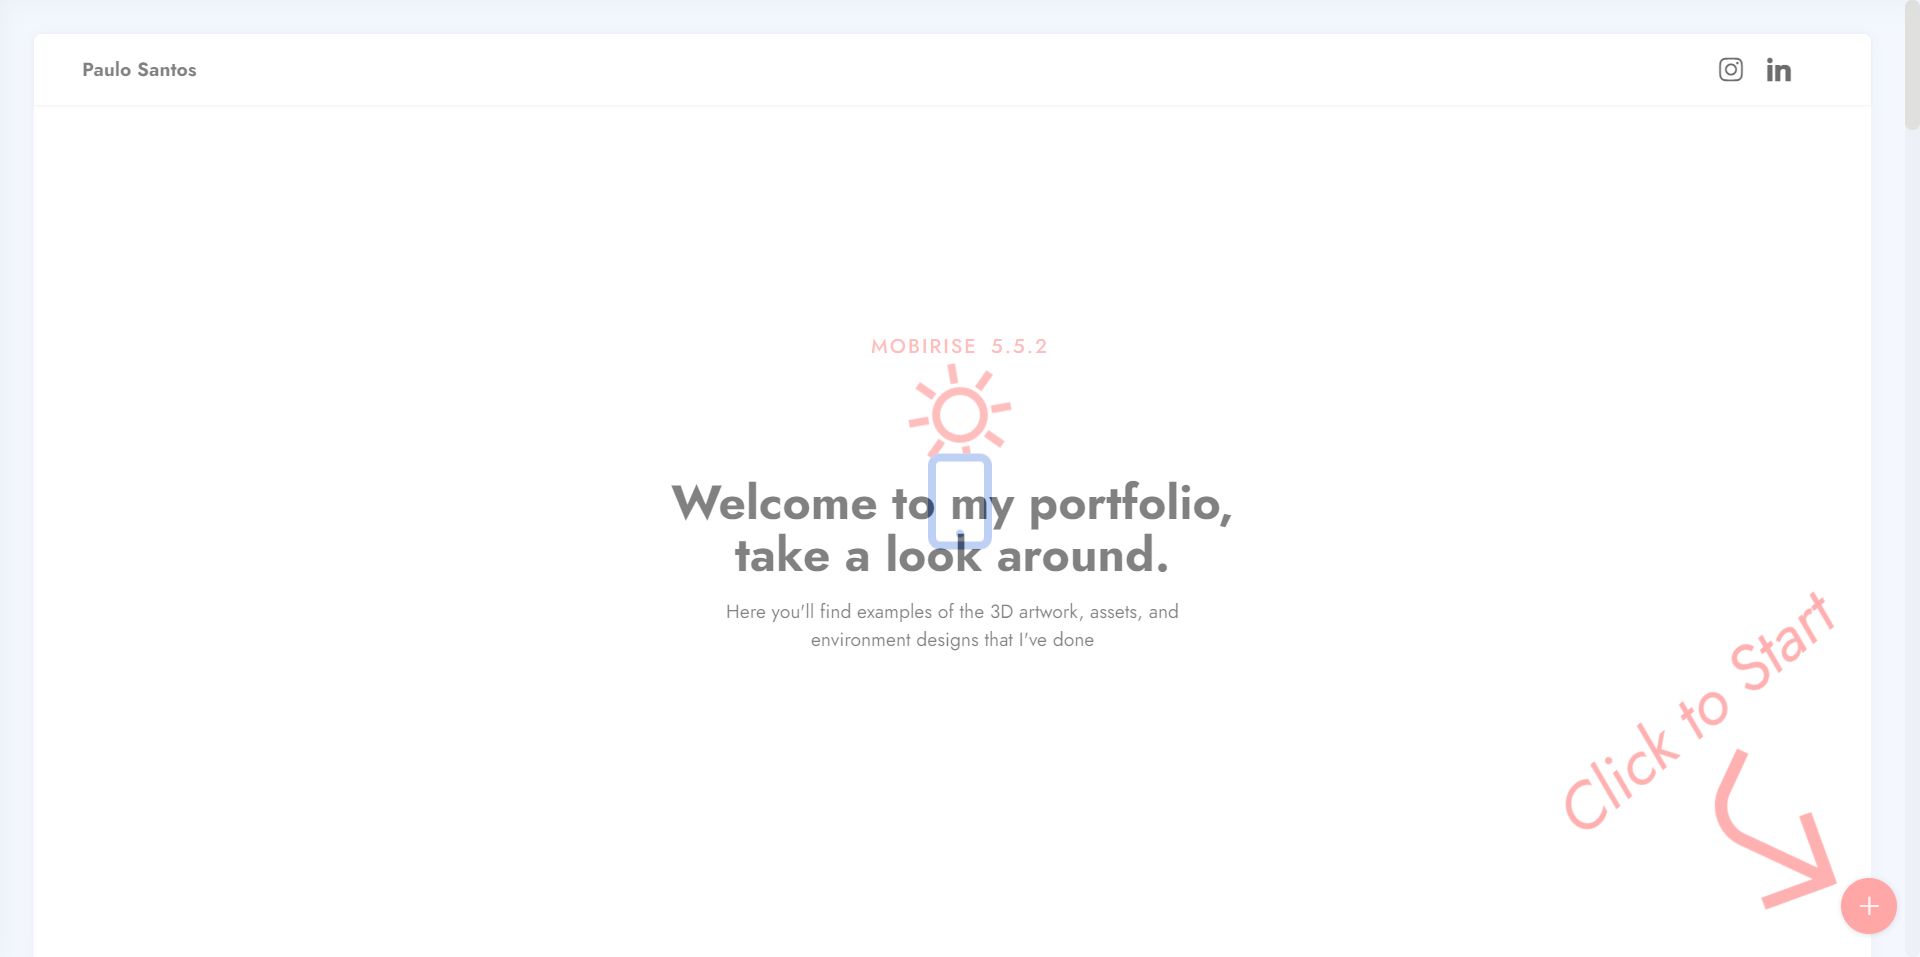 Paulo Santos
MOBIRISE 5.5.2
Welcome to my portfolio,
take a look around.
Here you'll find examples of the 3D artwork, assets, and
environment designs that I've done
Click to Start